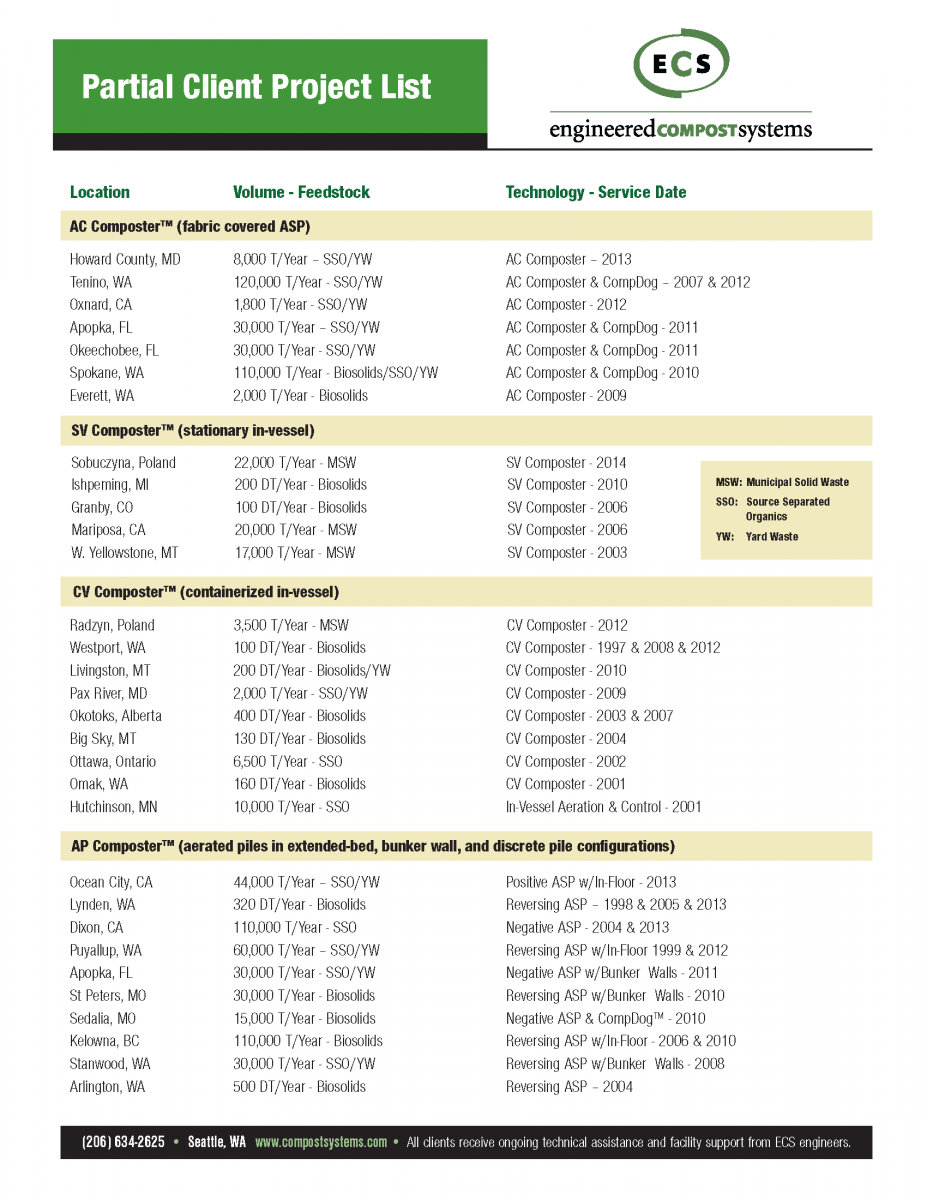 Partial Client Project List
ECS
engineeredCOMPOSTsystems
Location Volume - Feedstock Technology - Service Date
AC Composter™ (fabric covered ASP)
Howard County, MD 8,000 T/Year – SSO/YW AC Composter – 2013
Tenino, WA 120,000 T/Year - SSO/YW AC Composter & CompDog – 2007 & 2012
Oxnard, CA 1,800 T/Year - SSO/YW AC Composter - 2012
Apopka, FL 30,000 T/Year – SSO/YW AC Composter & CompDog - 2011
Okeechobee, FL 30,000 T/Year - SSO/YW AC Composter & CompDog - 2011
Spokane, WA 110,000 T/Year - Biosolids/SSO/YW AC Composter & CompDog - 2010
Everett, WA 2,000 T/Year - Biosolids AC Composter - 2009
SV Composter™ (stationary in-vessel)
Sobuczyna, Poland 22,000 T/Year - MSW SV Composter - 2014
Ishpeming, MI 200 DT/Year - Biosolids SV Composter - 2010
Granby, CO 100 DT/Year - Biosolids SV Composter - 2006
Mariposa, CA 20,000 T/Year - MSW SV Composter - 2006
W. Yellowstone, MT 17,000 T/Year - MSW SV Composter - 2003
MSW: Municipal Solid Waste
SSO: Source Separated
Organics
YW: Yard Waste
CV Composter™ (containerized in-vessel)
Radzyn, Poland 3,500 T/Year - MSW CV Composter - 2012
Westport, WA 100 DT/Year - Biosolids CV Composter - 1997 & 2008 & 2012
Livingston, MT 200 DT/Year - Biosolids/YW CV Composter - 2010
Pax River, MD 2,000 T/Year - SSO/YW CV Composter - 2009
Okotoks, Alberta 400 DT/Year - Biosolids CV Composter - 2003 & 2007
Big Sky, MT 130 DT/Year - Biosolids CV Composter - 2004
Ottawa, Ontario 6,500 T/Year - SSO CV Composter - 2002
Omak, WA 160 DT/Year - Biosolids CV Composter - 2001
Hutchinson, MN 10,000 T/Year - SSO In-Vessel Aeration & Control - 2001
AP Composter™ (aerated piles in extended-bed, bunker wall, and discrete pile configurations)
Ocean City, CA 44,000 T/Year – SSO/YW Positive ASP w/In-Floor - 2013
Lynden, WA 320 DT/Year - Biosolids Reversing ASP – 1998 & 2005 & 2013
Dixon, CA 110,000 T/Year - SSO Negative ASP - 2004 & 2013
Puyallup, WA 60,000 T/Year – SSO/YW Reversing ASP w/In-Floor 1999 & 2012
Apopka, FL 30,000 T/Year - SSO/YW Negative ASP w/Bunker Walls - 2011
St Peters, MO 30,000 T/Year - Biosolids Reversing ASP w/Bunker Walls - 2010
Sedalia, MO 15,000 T/Year - Biosolids Negative ASP & CompDog™ - 2010
Kelowna, BC 110,000 T/Year - Biosolids Reversing ASP w/In-Floor - 2006 & 2010
Stanwood, WA 30,000 T/Year - SSO/YW Reversing ASP w/Bunker Walls - 2008
Arlington, WA 500 DT/Year - Biosolids Reversing ASP – 2004
(206) 634-2625 • Seattle, WA www.compostsystems.com • All clients receive ongoing technical assistance and facility support from ECS engineers.